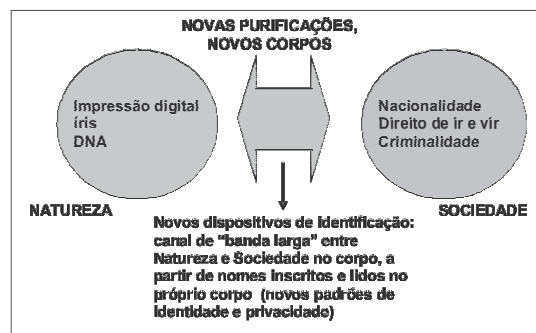 NOVAS PURIFICAÇÕES,
NOVOS CORPOS
Impressão digital
íris
DNA
Nacionalidade
Direito de ir e vir
Criminalidade
NATUREZA
SOCIEDADE
Novos dispositivos de identificação:
canal de “banda larga” entre
Natureza e Sociedade no corpo, a
partir de nomes inscritos e lidos no
próprio corpo (novos padrões de
identidade e privacidade)